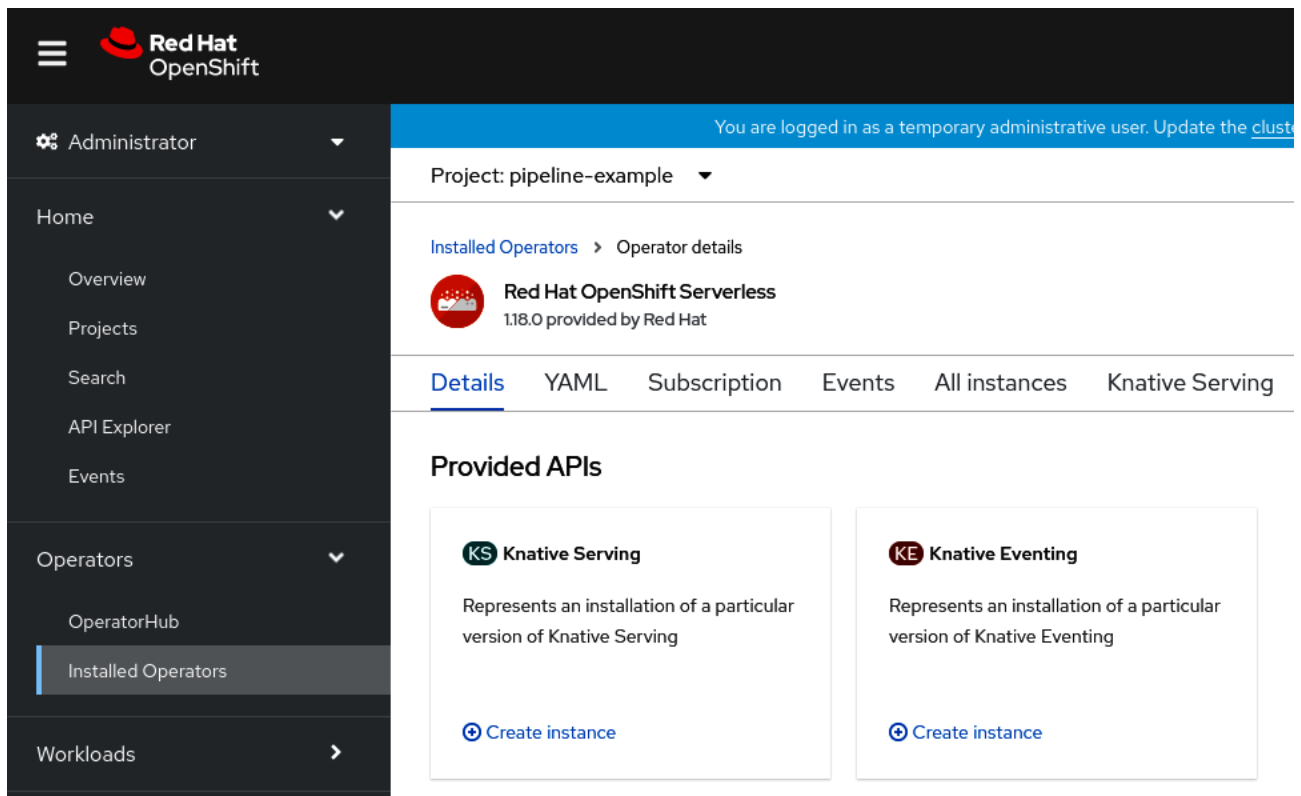 Red Hat
OpenShift
Administrator
You are logged in as a temporary administrative user. Update the
Project: pipeline-example
Home
Overview
Projects
Search
API Explorer
Events
Installed Operators > Operator details
Red Hat OpenShift Serverless
1.18.0 provided by Red Hat
Details YAML Subscription Events All instances Knative Serving
Provided APIs
KS Knative Serving
Represents an installation of a particular
version of Knative Serving
Create instance
KE Knative Eventing
Represents an installation of a particular
version of Knative Eventing
Create instance
Operators
OperatorHub
Installed Operators
Workloads